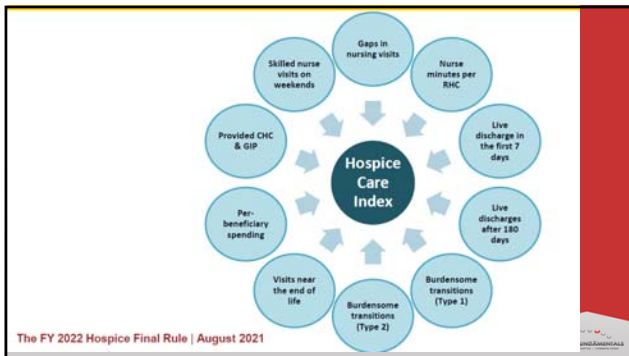 Gaps in
nursing visits
Nurse
minutes per
RHC
Live
discharge in
the first 7
days
Live
discharges
after 180
days
Burdensome
transitions
(Type 1)
Burdensome
transitions
(Type 2)
Visits near
the end of
life
Per-
beneficiary
spending
Provided CHC
& GIP
Skilled nurse
visits on
weekends
Hospice
Care
Index
The FY 2022 Hospice Final Rule | August 2021